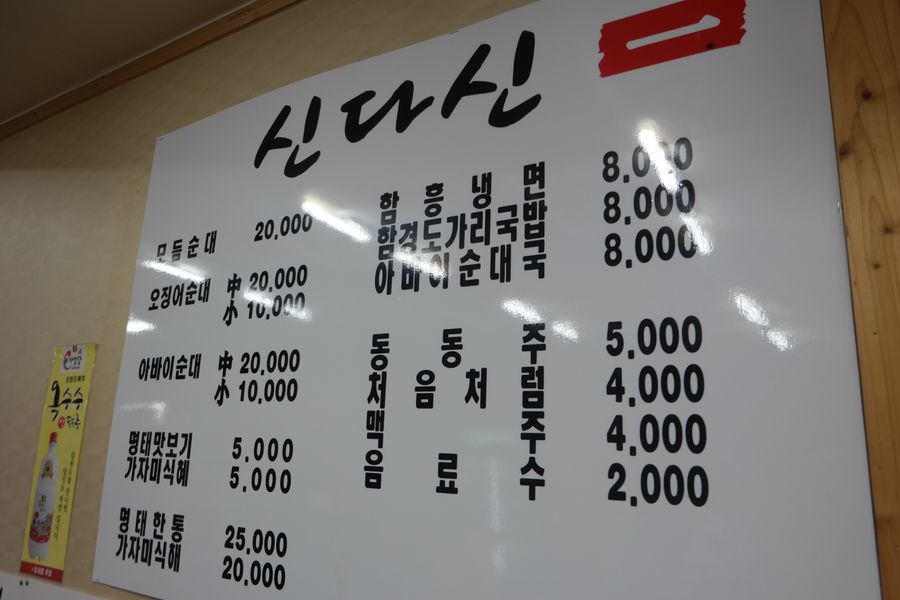 신다신
모듬순대 20,000
오징어순대 中 20,000
小 10,000
아바이순대 中 20,000
小 10,000
명태맛보기 5,000
가자미식혜 5,000
명태한통 25,000
가자미식해 20,000
함흥냉면 8,000
함경도가리국밥 8,000
아바이순대국 8,000
동동주 5,000
처음처럼 4,000
맥주 4,000
음료수 2,000
옥수수